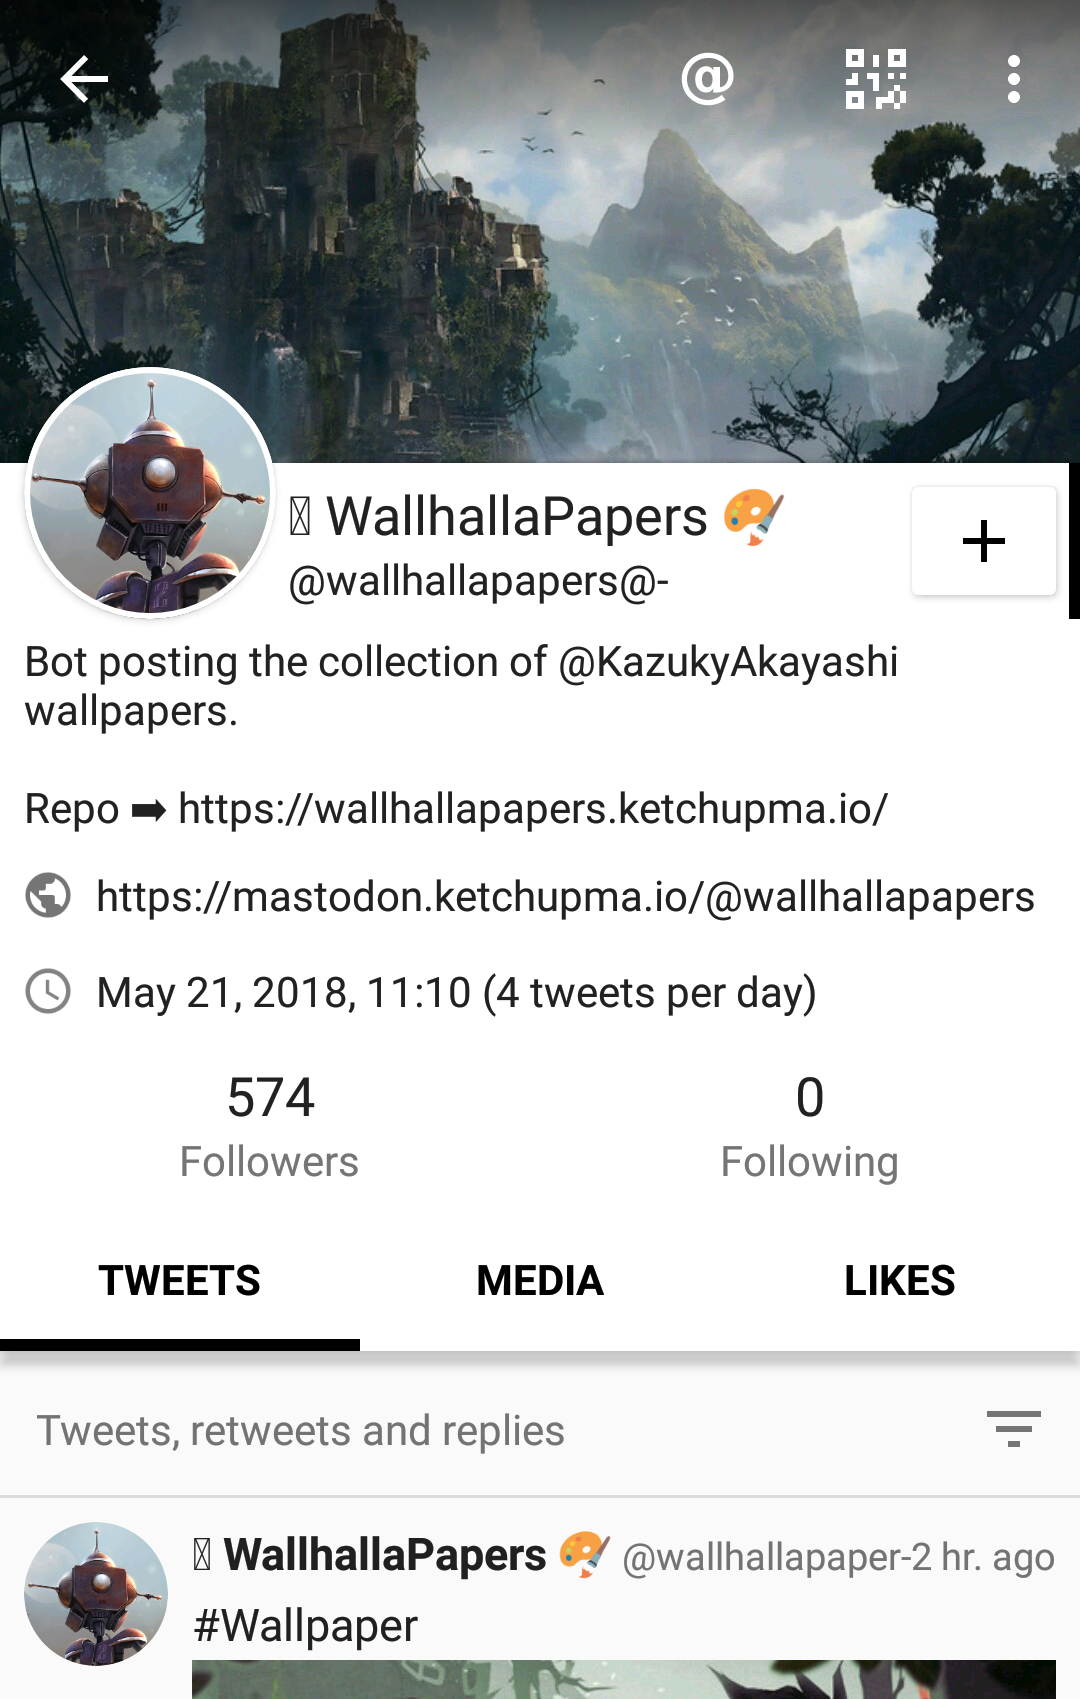 WallhallaPapers 🎨
@wallhallapapers@-
Bot posting the collection of @KazukyAkayashi
wallpapers.
Repo ➡ https://wallhallapapers.ketchupma.io/
https://mastodon.ketchupma.io/@wallhallapapers
May 21, 2018, 11:10 (4 tweets per day)
574
Followers
0
Following
TWEETS
MEDIA
LIKES
Tweets, retweets and replies
WallhallaPapers 🎨 @wallhallapaper-2 hr. ago
#Wallpaper